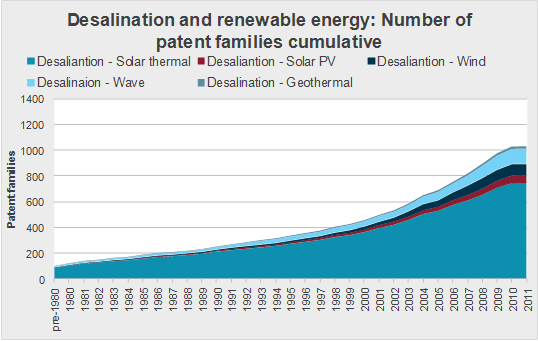 Desalination and renewable energy: Number of
patent families cumulative
Desaliantion - Solar thermal Desaliantion - Solar PV Desaliantion - Wind
Desalinaion - Wave Desalination - Geothermal
1400
1200
1000
800
600
400
200
0
Patent families
pre-1980 1980 1981 1982 1983 1984 1985 1986 1987 1988 1989 1990 1991 1992 1993 1994 1995 1996 1997 1998 1999 2000 2001 2002 2003 2004 2005 2006 2007 2008 2009 2010 2011